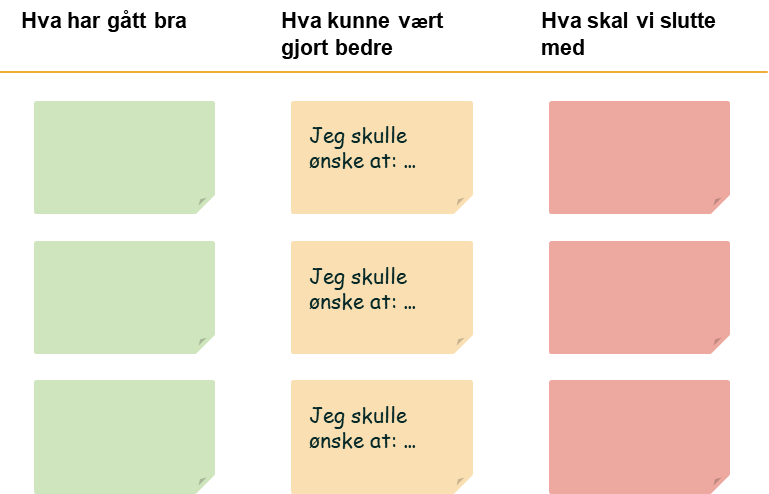 Hva har gått bra
Hva kunne vært
gjort bedre
Hva skal vi slutte
med
Jeg skulle
ønske at: ...
Jeg skulle
ønske at: ...
Jeg skulle
ønske at: ...